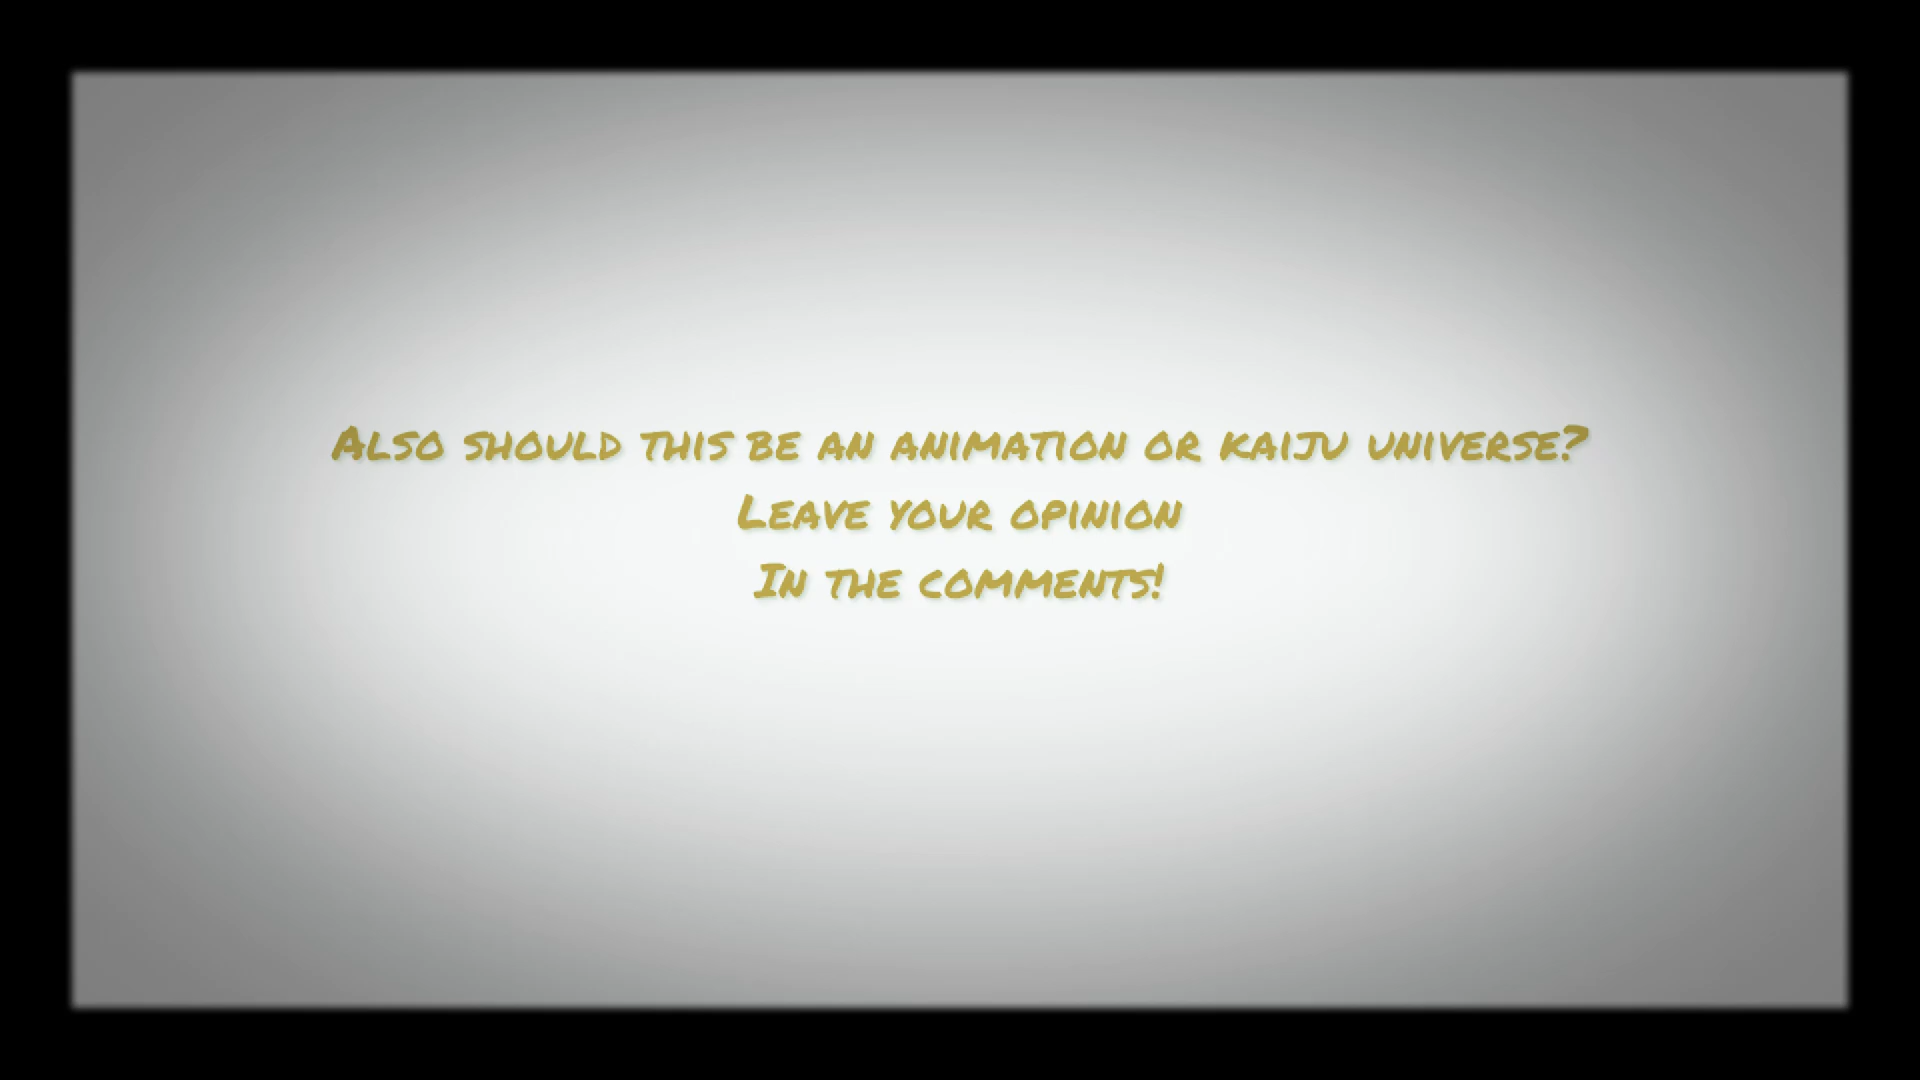 Also should this be an animation or kaiju universe?
Leave your opinion
In the comments!